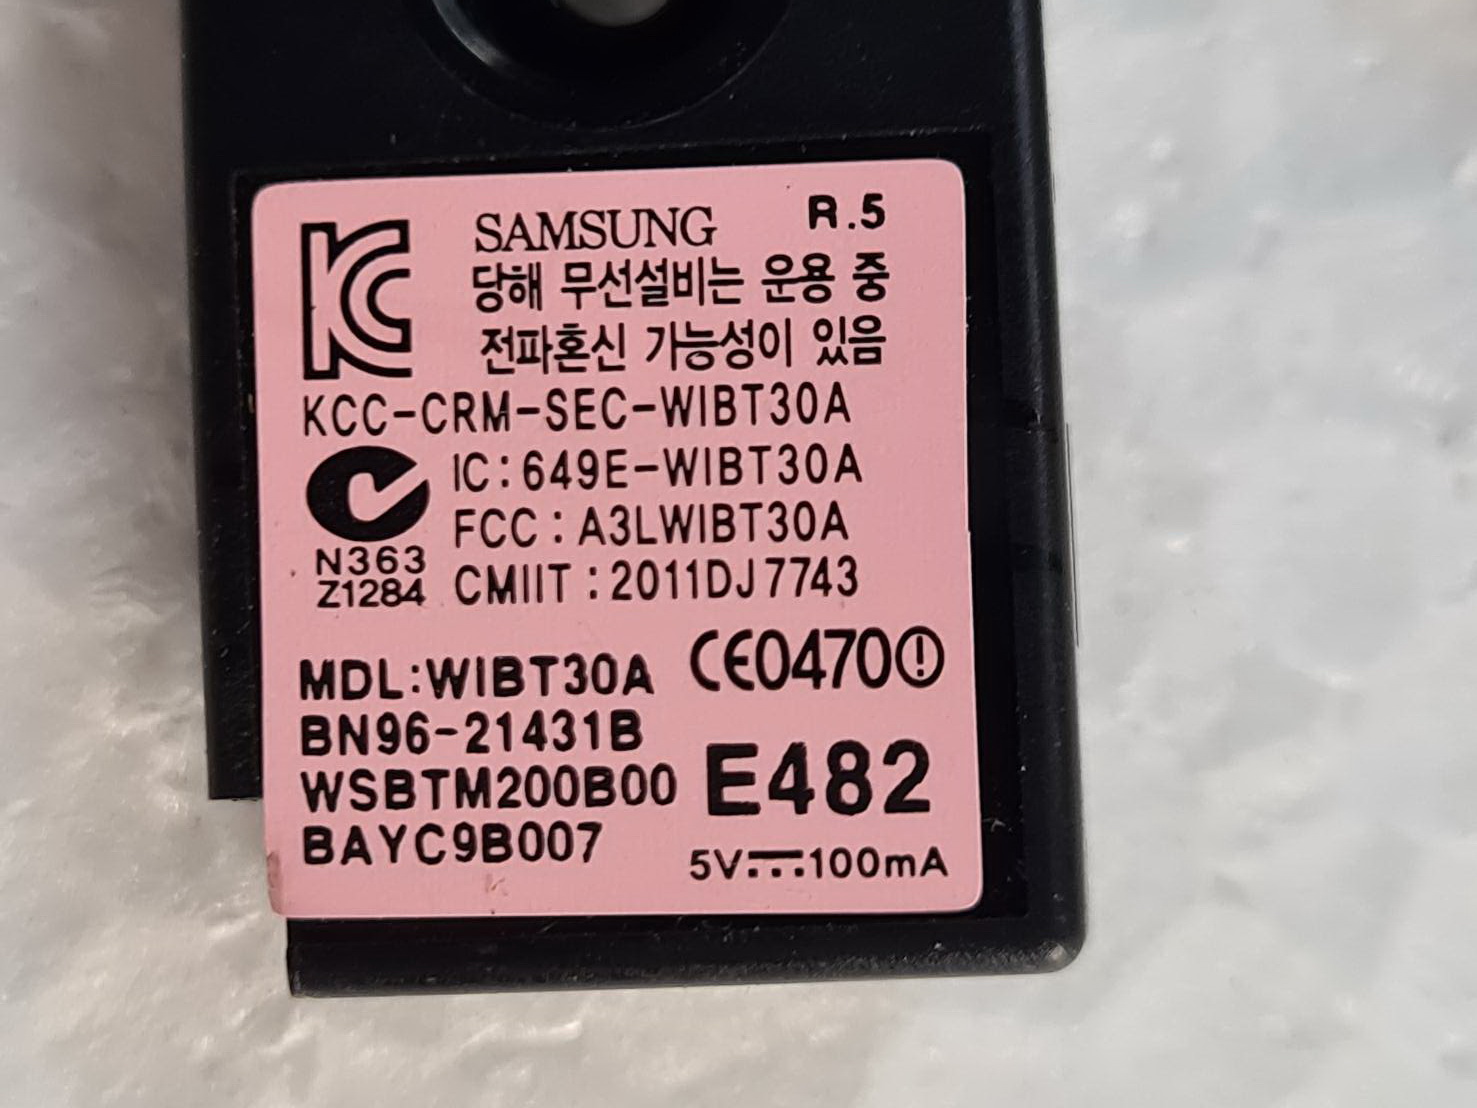 SAMSUNG R.5
당해 무선설비는 운용 중
전파혼신 가능성이 있음
KCC-CRM-SEC-WIBT30A
IC:649E-WIBT30A
FCC:A3LWIBT30A
N363
Z1284
CMIIT:2011DJ7743
MDL:WIBT30A
CE0470
BN96-21431B
WSBTM200B00
E482
BAYC9B007
5V⎓100mA